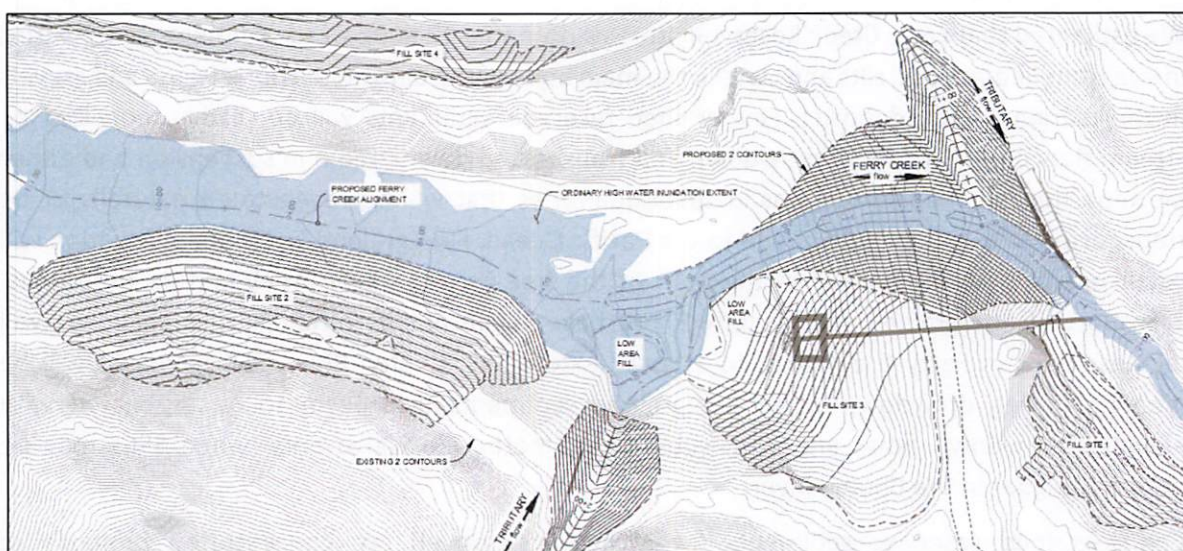 FILL SITE 4
TRIBUTARY
flow
PROPOSED 2' CONTOURS
FERRY CREEK
flow
PROPOSED FERRY
CREEK ALIGNMENT
ORDINARY HIGH WATER INUNDATION EXTENT
FILL SITE 2
LOW
AREA
FILL
LOW
AREA
FILL
FILL SITE 3
FILL SITE 1
EXISTING 2' CONTOURS
TRIBUTARY
flow